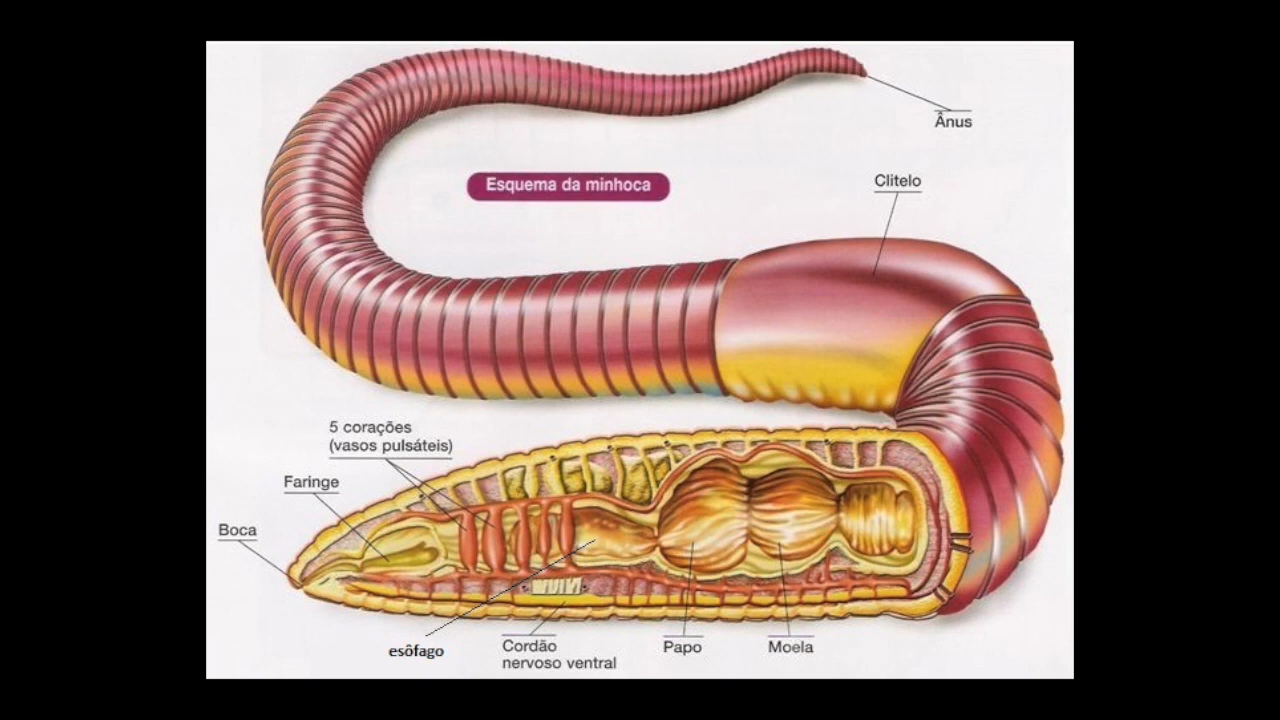 Ânus
Clitelo
Esquema da minhoca
5 corações
(vasos pulsáteis)
Faringe
Boca
esôfago
Cordão
nervoso ventral
Papo
Moela